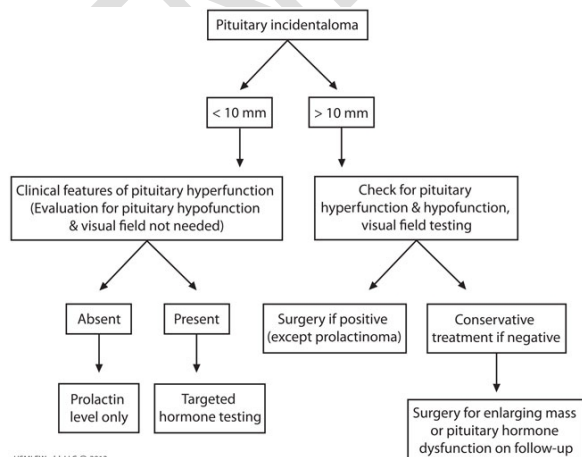 Pituitary incidentaloma
< 10 mm
> 10 mm
Clinical features of pituitary hyperfunction
(Evaluation for pituitary hypofunction
& visual field not needed)
Check for pituitary
hyperfunction & hypofunction,
visual field testing
Absent
Present
Surgery if positive
(except prolactinoma)
Conservative
treatment if negative
Prolactin
level only
Targeted
hormone testing
Surgery for enlarging mass
or pituitary hormone
dysfunction on follow-up